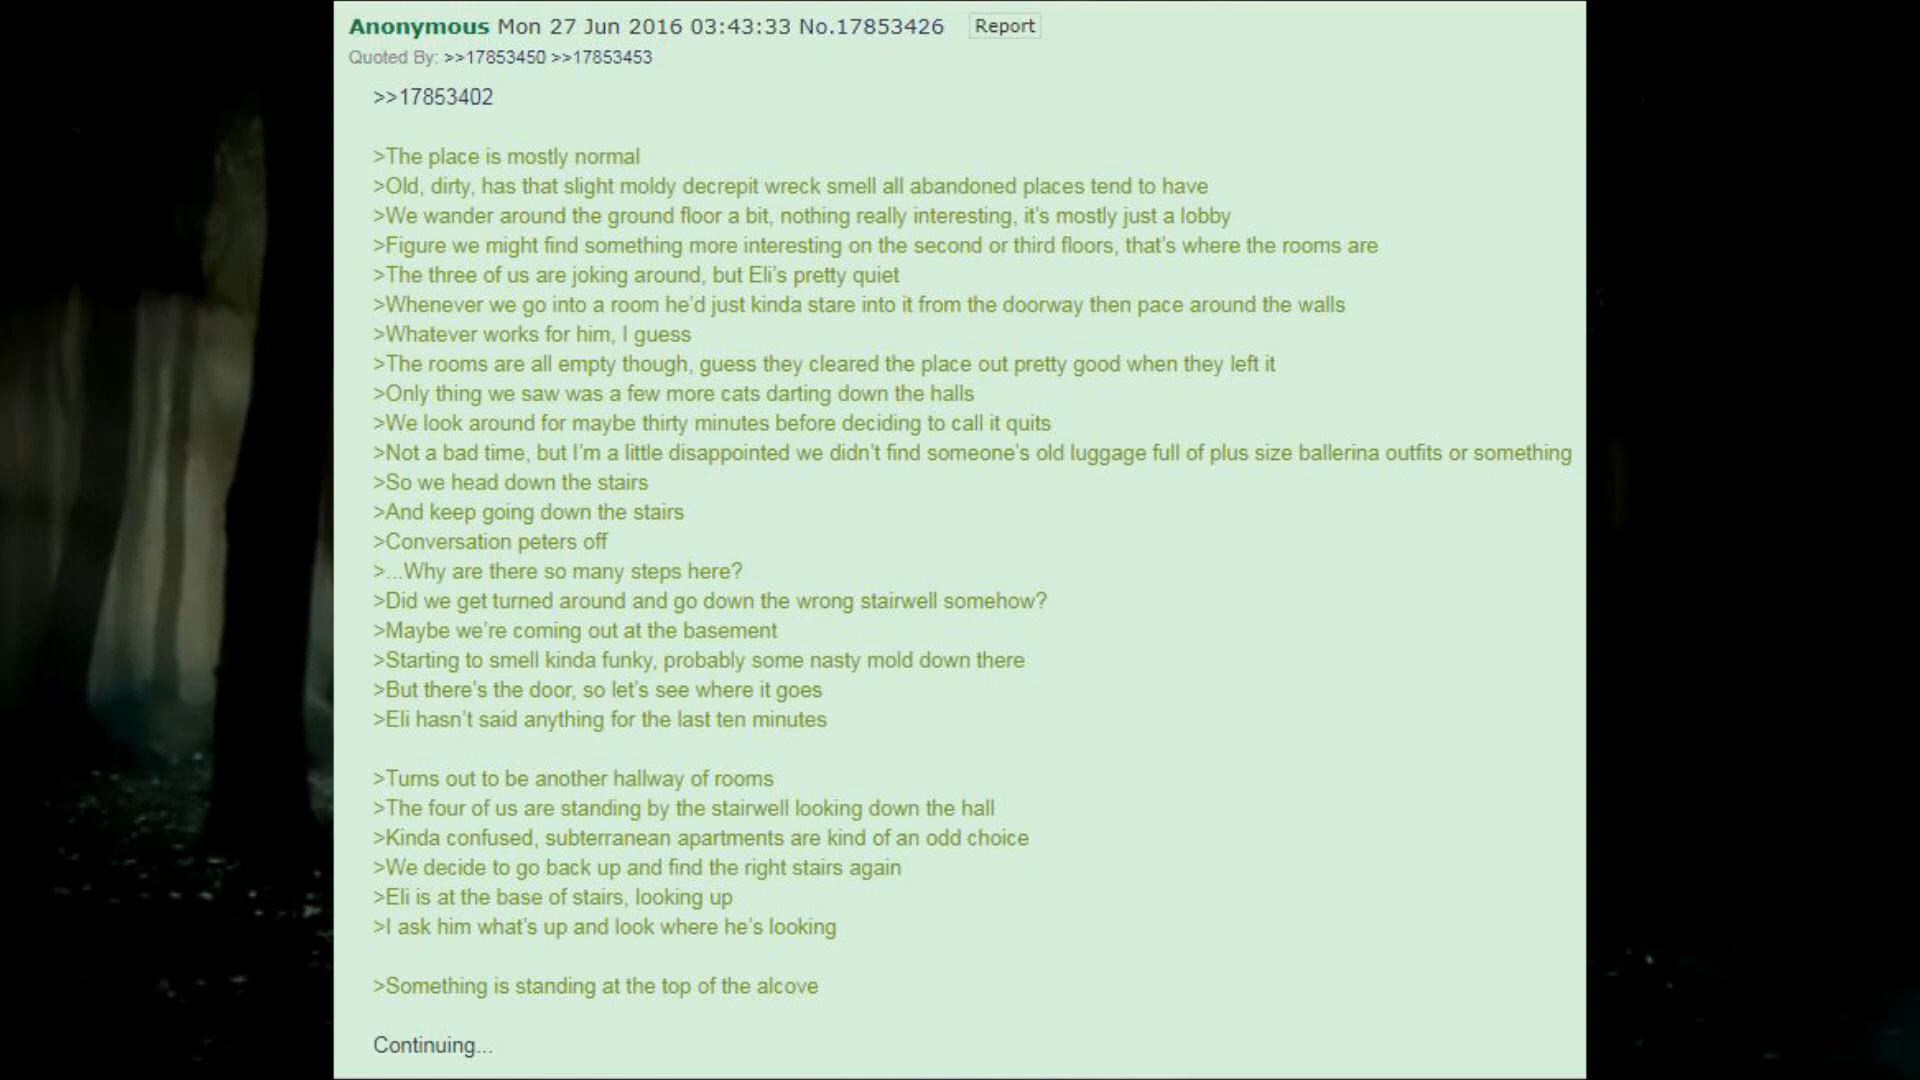 Anonymous Mon 27 Jun 2016 03:43:33 No.17853426 Report
Quoted By: >>17853450 >>17853453
>>17853402
>The place is mostly normal
>Old, dirty, has that slight moldy decrepit wreck smell all abandoned places tend to have
>We wander around the ground floor a bit, nothing really interesting, it's mostly just a lobby
>Figure we might find something more interesting on the second or third floors, that's where the rooms are
>The three of us are joking around, but Eli's pretty quiet
>Whenever we go into a room he'd just kinda stare into it from the doorway then pace around the walls
>Whatever works for him, I guess
>The rooms are all empty though, guess they cleared the place out pretty good when they left it
>Only thing we saw was a few more cats darting down the halls
>We look around for maybe thirty minutes before deciding to call it quits
>Not a bad time, but I'm a little disappointed we didn't find someone's old luggage full of plus size ballerina outfits or something
>So we head down the stairs
>And keep going down the stairs
>Conversation peters off
>...Why are there so many steps here?
>Did we get turned around and go down the wrong stairwell somehow?
>Maybe we're coming out at the basement
>Starting to smell kinda funky, probably some nasty mold down there
>But there's the door, so let's see where it goes
>Eli hasn't said anything for the last ten minutes
>Turns out to be another hallway of rooms
>The four of us are standing by the stairwell looking down the hall
>Kinda confused, subterranean apartments are kind of an odd choice
>We decide to go back up and find the right stairs again
>Eli is at the base of stairs, looking up
>I ask him what's up and look where he's looking
>Something is standing at the top of the alcove
Continuing...